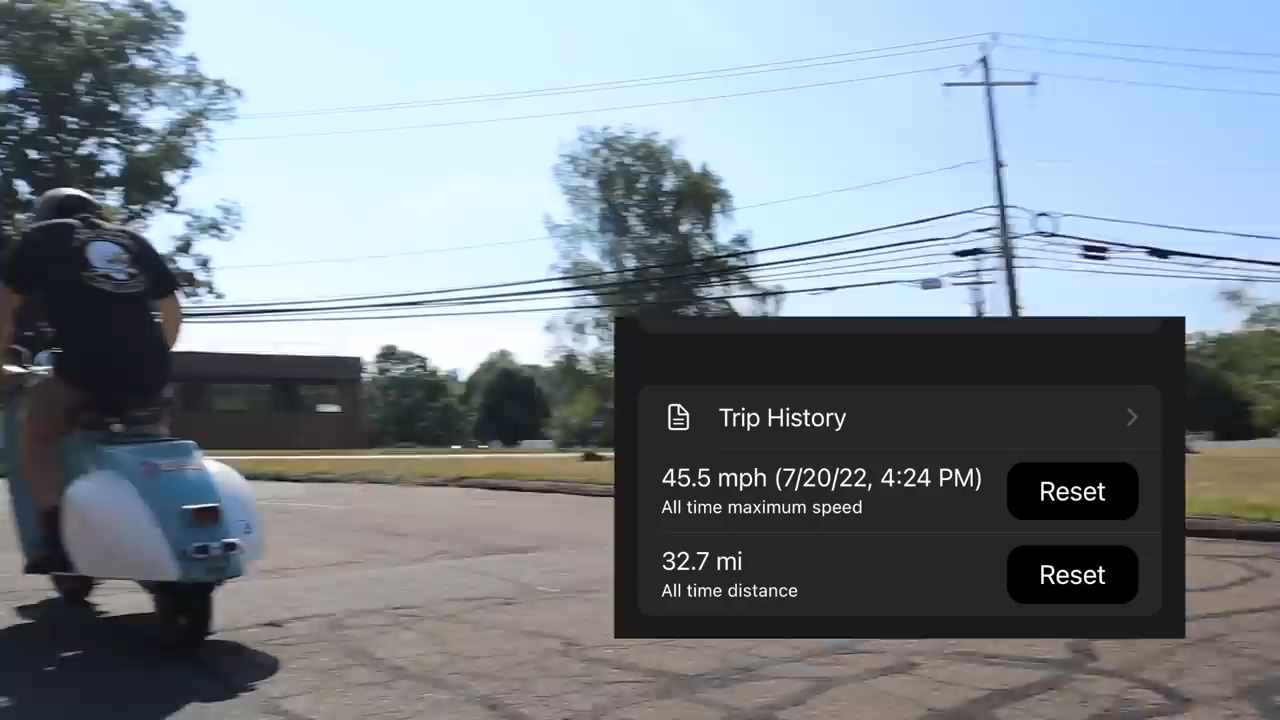 Trip History
45.5 mph (7/20/22, 4:24 PM)
All time maximum speed
Reset
32.7 mi
All time distance
Reset